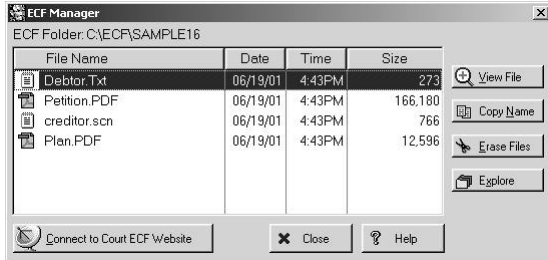 ECF Manager
ECF Folder: C:\ECF\SAMPLE16
File Name Date Time Size
Debtor.Txt 06/19/01 4:43PM 273
Petition.PDF 06/19/01 4:43PM 166,180
creditor.scn 06/19/01 4:43PM 766
Plan.PDF 06/19/01 4:43PM 12,596
View File
Copy Name
Erase Files
Explore
Connect to Court ECF Website Close Help